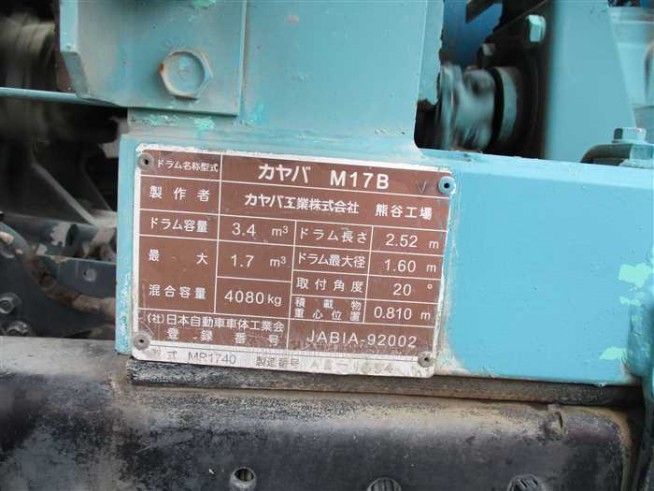 ドラム名称型式 カヤバ M17B
製作者 カヤバ工業株式会社 熊谷工場
ドラム容量 3.4 m³ ドラム長さ 2.52 m
最大 1.7 m³ ドラム最大径 1.60 m
混合容量 4080kg 取付角度 20°
積載物重心位置 0.810 m
(社)日本自動車車体工業会
登録番号 JABIA-92002
型式 MR1740 製造番号